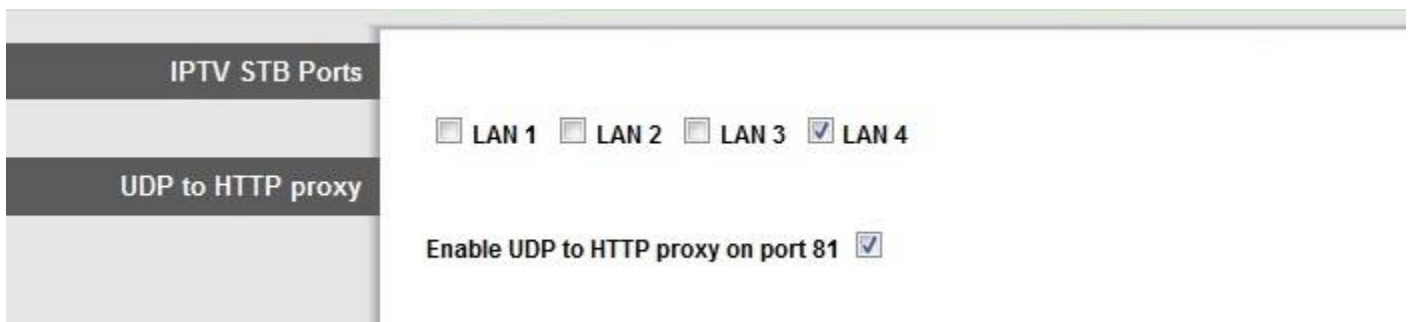 IPTV STB Ports
LAN 1 LAN 2 LAN 3 LAN 4
UDP to HTTP proxy
Enable UDP to HTTP proxy on port 81